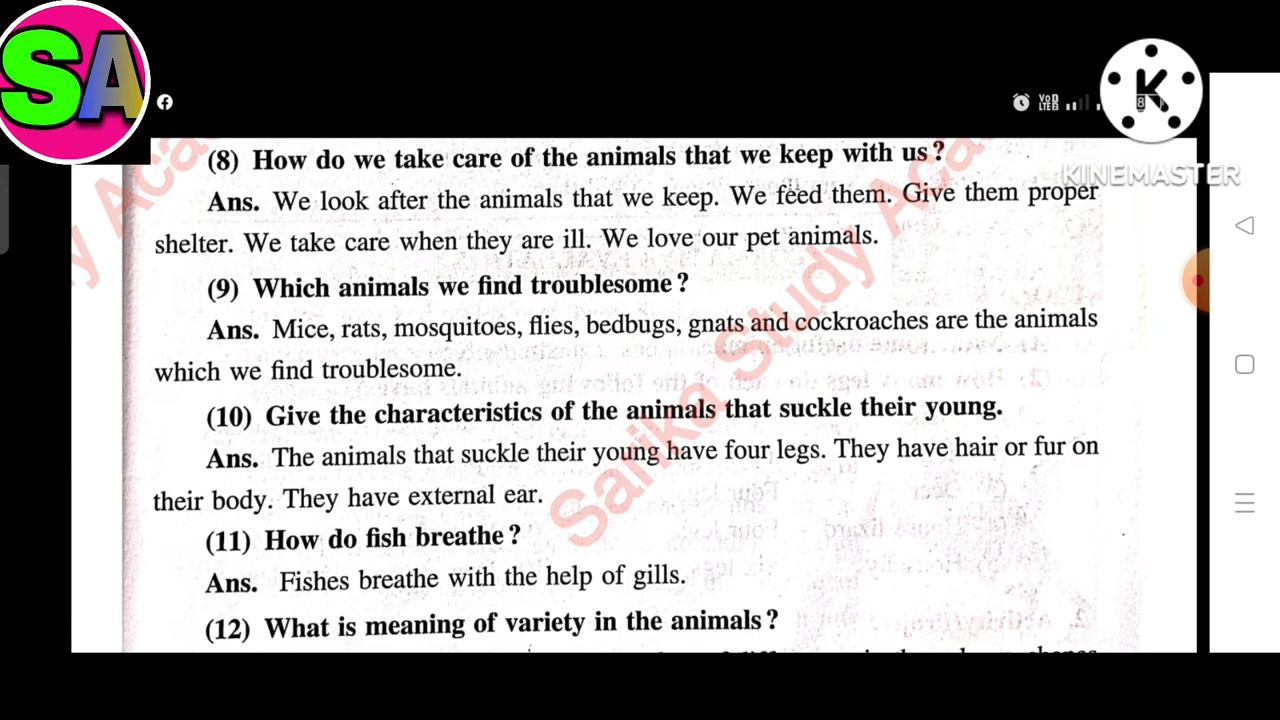 SA
VoD
LTE2
K
KINEMASTER
(8) How do we take care of the animals that we keep with us?
Ans. We look after the animals that we keep. We feed them. Give them proper
shelter. We take care when they are ill. We love our pet animals.
(9) Which animals we find troublesome?
Ans. Mice, rats, mosquitoes, flies, bedbugs, gnats and cockroaches are the animals
which we find troublesome.
(10) Give the characteristics of the animals that suckle their young.
Ans. The animals that suckle their young have four legs. They have hair or fur on
their body. They have external ear.
(11) How do fish breathe?
Ans. Fishes breathe with the help of gills.
(12) What is meaning of variety in the animals?
Sarika Study Aca